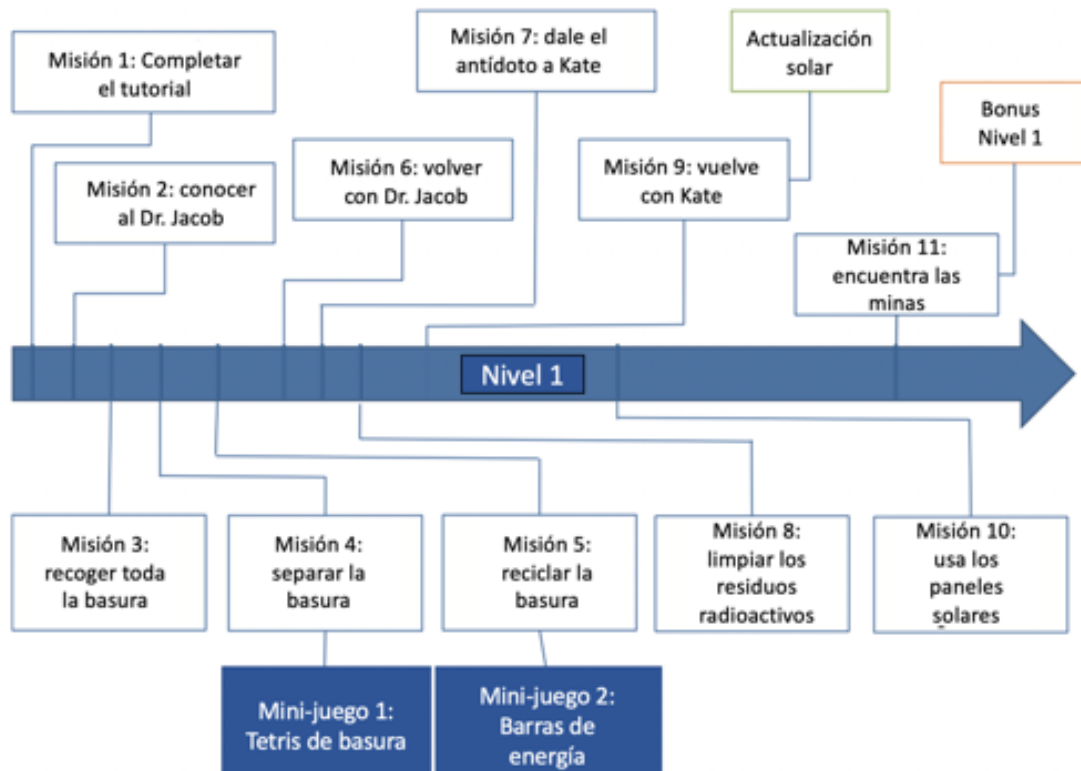 Misión 1: Completar
el tutorial
Misión 7: dale el
antídoto a Kate
Actualización
solar
Bonus
Nivel 1
Misión 2: conocer
al Dr. Jacob
Misión 6: volver
con Dr. Jacob
Misión 9: vuelve
con Kate
Misión 11:
encuentra las
minas
Nivel 1
Misión 3:
recoger toda
la basura
Misión 4:
separar la
basura
Misión 5:
reciclar la
basura
Misión 8:
limpiar los
residuos
radioactivos
Misión 10:
usa los
paneles
solares
Mini-juego 1:
Tetris de basura
Mini-juego 2:
Barras de
energía